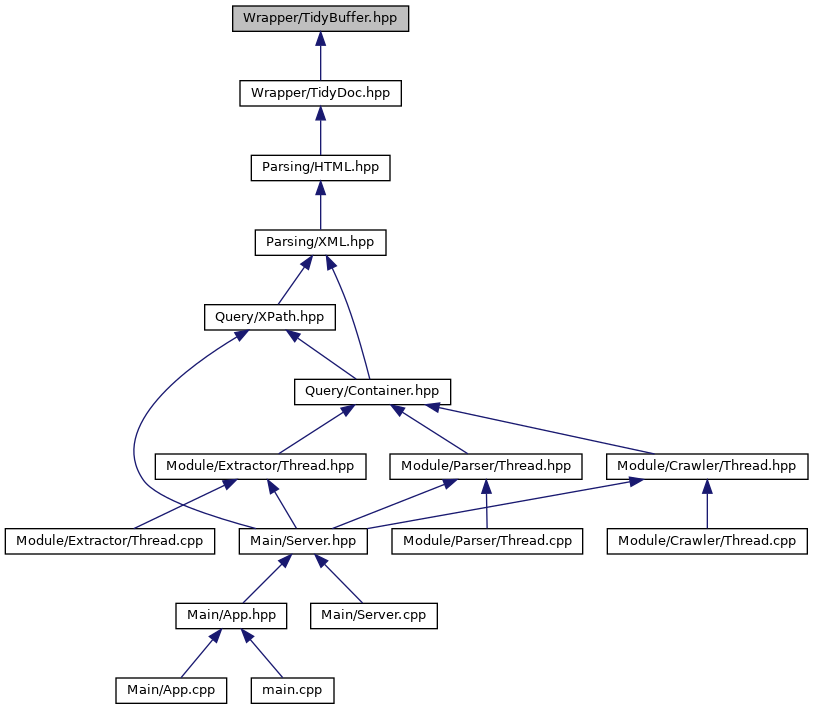 Wrapper/TidyBuffer.hpp
Wrapper/TidyDoc.hpp
Parsing/HTML.hpp
Parsing/XML.hpp
Query/XPath.hpp
Query/Container.hpp
Module/Extractor/Thread.hpp
Module/Parser/Thread.hpp
Module/Crawler/Thread.hpp
Module/Extractor/Thread.cpp
Main/Server.hpp
Module/Parser/Thread.cpp
Module/Crawler/Thread.cpp
Main/App.hpp
Main/Server.cpp
Main/App.cpp
main.cpp